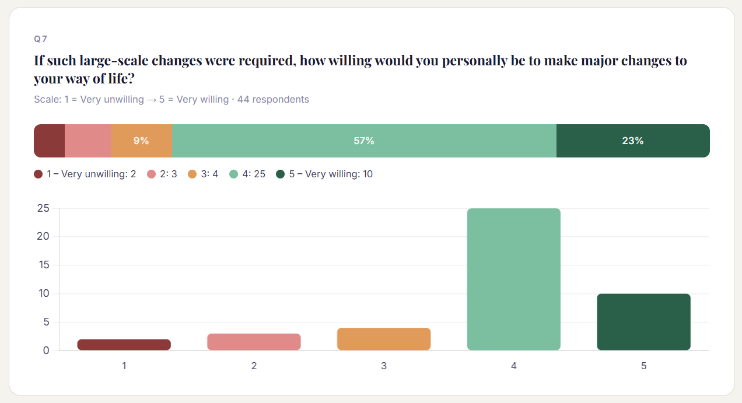 Q7
If such large-scale changes were required, how willing would you personally be to make major changes to
your way of life?
Scale: 1 = Very unwilling → 5 = Very willing · 44 respondents
9% 57% 23%
1 – Very unwilling: 2 2: 3 3: 4 4: 25 5 – Very willing: 10
25
20
15
10
5
0
1 2 3 4 5